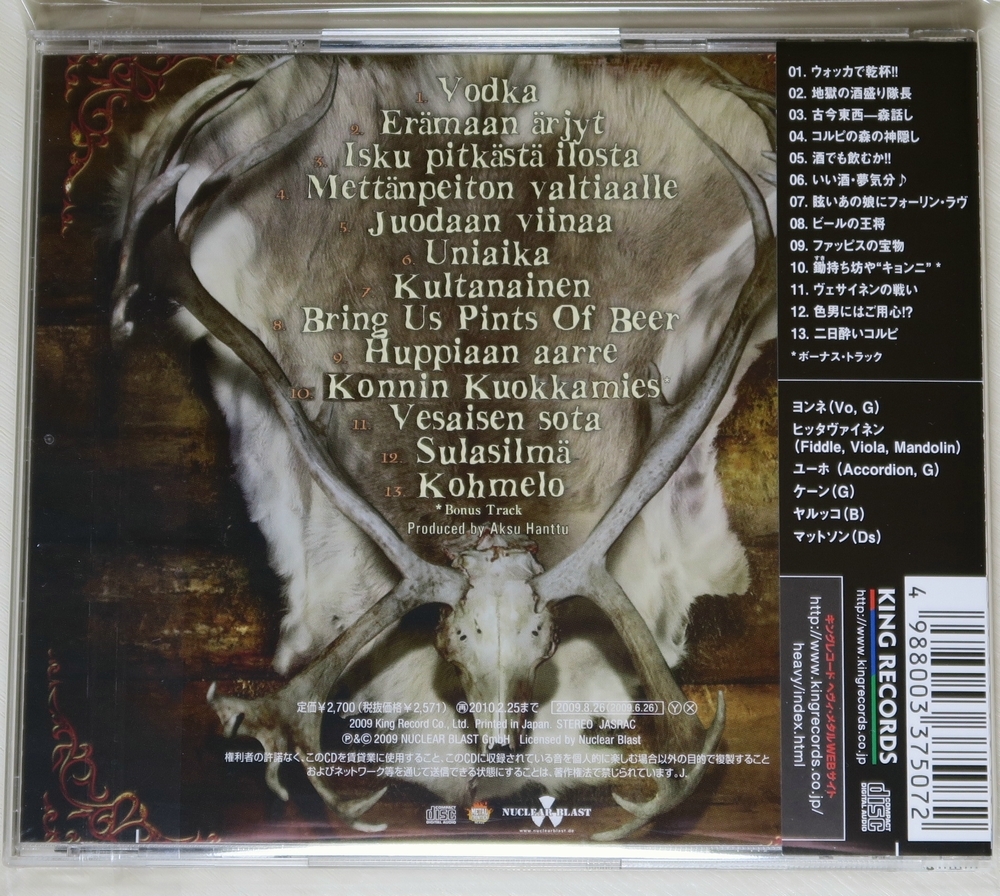 1. Vodka
2. Erämaan ärjyt
3. Isku pitkästä ilosta
4. Mettänpeiton valtiaalle
5. Juodaan viinaa
6. Uniaika
7. Kultanainen
8. Bring Us Pints Of Beer
9. Huppiaan aarre
10. Konnin Kuokkamies*
11. Vesaisen sota
12. Sulasilmä
13. Kohmelo
*Bonus Track
Produced by Aksu Hanttu
定価¥2,700(税抜価格¥2,571) 再2010.2.25まで 2009.8.26(2009.6.26) Y X
2009 King Record Co., Ltd. Printed in Japan. STEREO JASRAC
℗&© 2009 NUCLEAR BLAST GmbH Licensed by Nuclear Blast
権利者の許諾なく、このCDを賃貸業に使用すること、このCDに収録されている音を個人的に楽しむ場合以外の目的で複製すること
およびネットワーク等を通じて送信できる状態にすることは、著作権法で禁じられています。J.
COMPACT
disc
DIGITAL AUDIO
NUCLEAR BLAST
www.nuclearblast.de
01. ウォッカで乾杯!!
02. 地獄の酒盛り隊長
03. 古今東西—森話し
04. コルピの森の神隠し
05. 酒でも飲むか!!
06. いい酒・夢気分♪
07. 眩いあの娘にフォーリン・ラヴ
08. ビールの王将
09. ファッピスの宝物
すき
10. 鋤持ち坊や“キョンニ” *
11. ヴェサイネンの戦い
12. 色男にはご用心!?
13. 二日酔いコルピ
*ボーナス・トラック
ヨンネ(Vo, G)
ヒッタヴァイネン
(Fiddle, Viola, Mandolin)
ユーホ (Accordion, G)
ケーン(G)
ヤルッコ(B)
マットソン(Ds)
KING RECORDS
http://www.kingrecords.co.jp
キングレコード ヘヴィメタルWEBサイト
http://www.kingrecords.co.jp/
heavy/index.html
COMPACT
disc
DIGITAL AUDIO
4 988003 375072